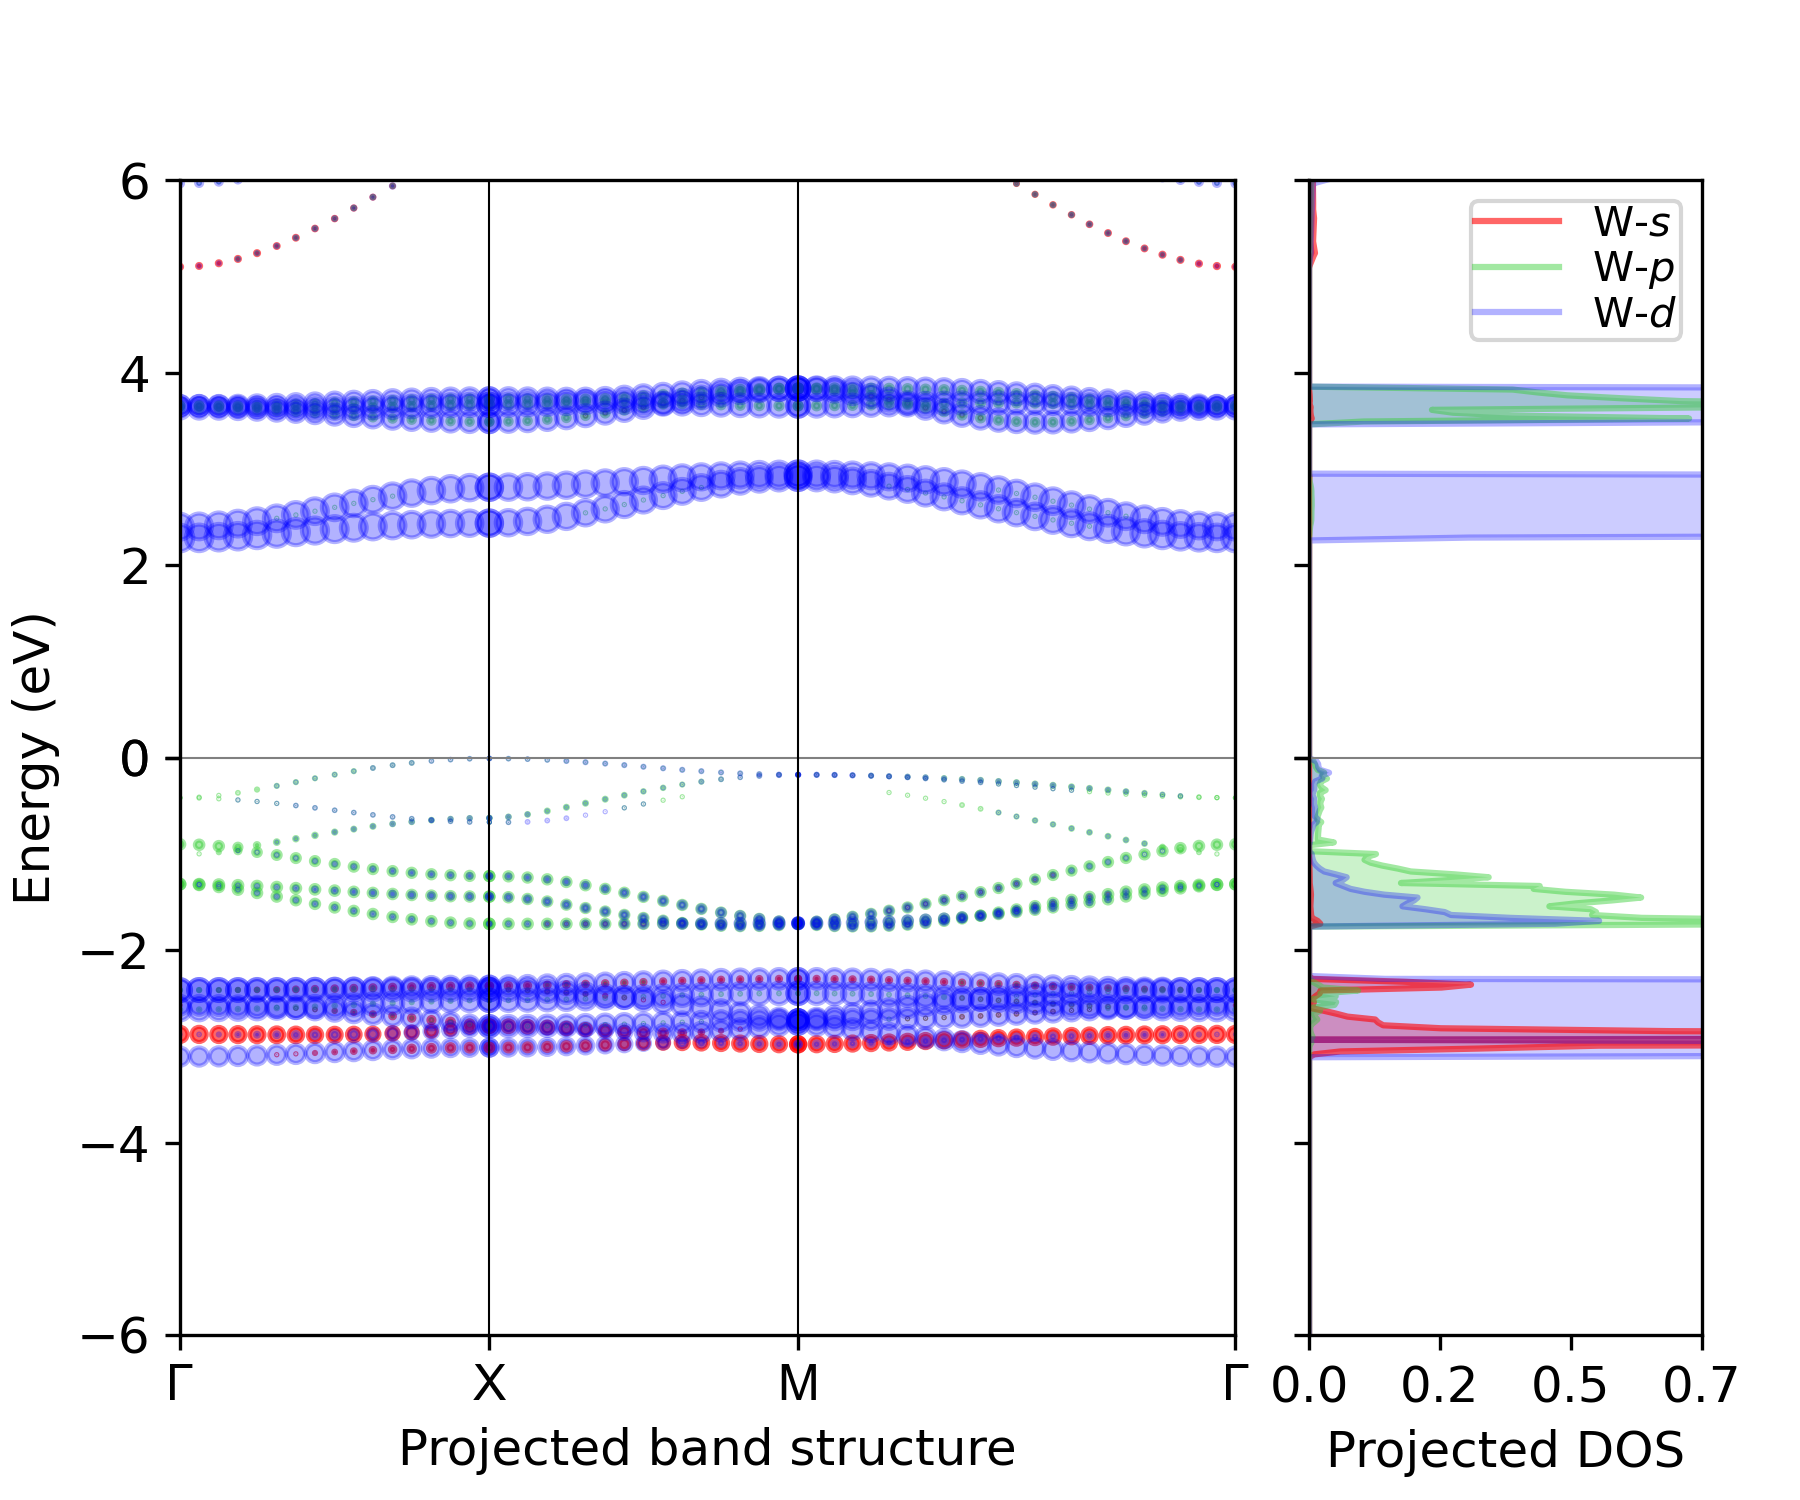 6
4
2
0
−2
−4
−6
Energy (eV)
Γ
X
M
Γ
Projected band structure
W-s
W-p
W-d
0.0
0.2
0.5
0.7
Projected DOS